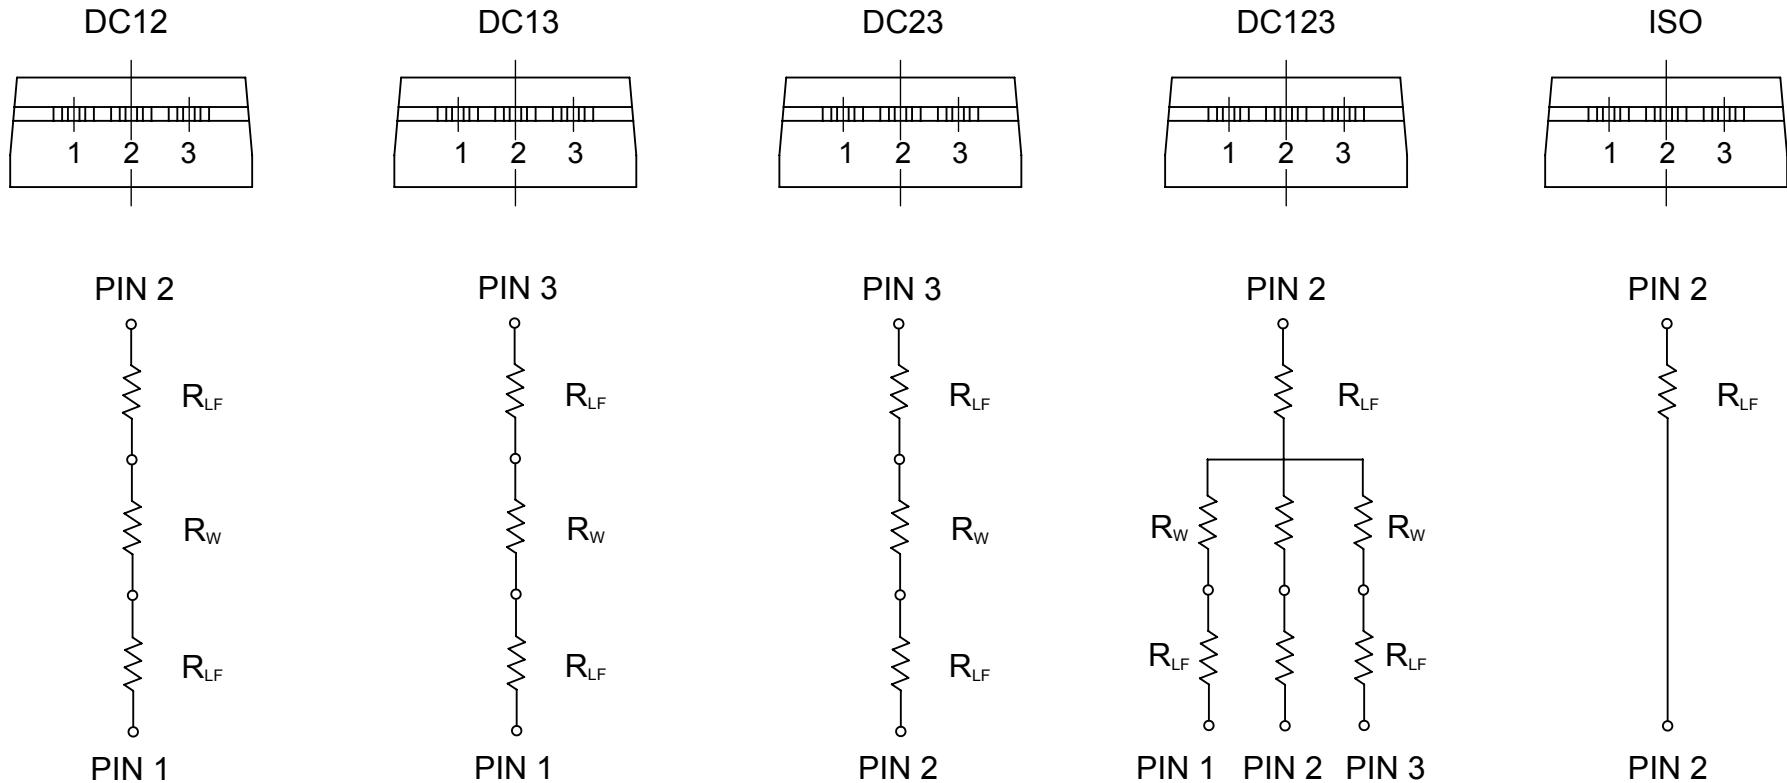 DC12 DC13 DC23 DC123 ISO
1 2 3 1 2 3 1 2 3 1 2 3 1 2 3
PIN 2 PIN 3 PIN 3 PIN 2 PIN 2
RLF RLF RLF RLF RLF
RW RW RW RW RW
RLF RLF RLF RLF RLF
PIN 1 PIN 1 PIN 2 PIN 1 PIN 2 PIN 3 PIN 2